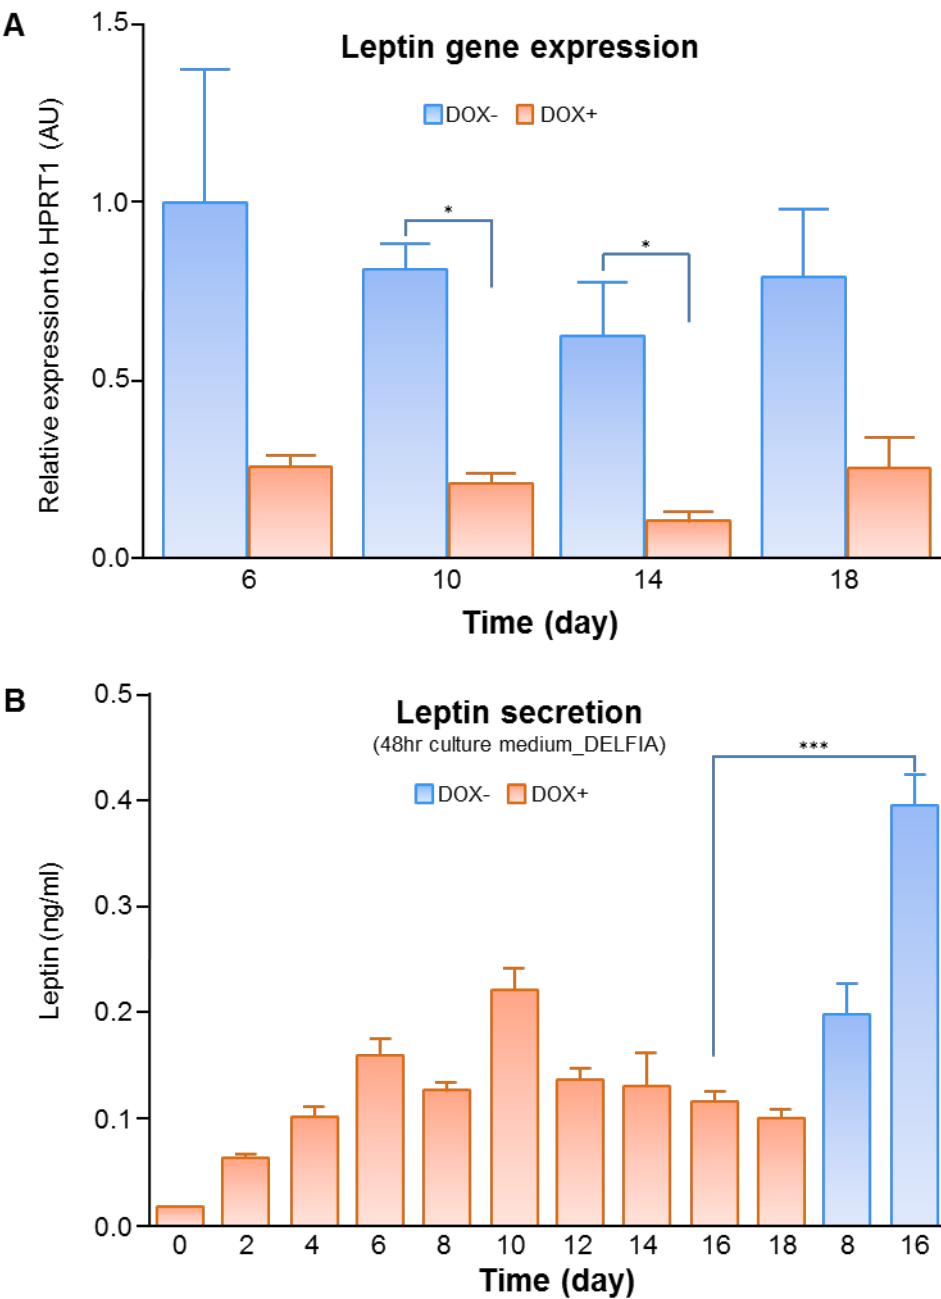 A
Leptin gene expression
DOX- DOX+
Relative expression to HPRT1 (AU)
1.5
1.0
0.5
0.0
*
*
6 10 14 18
Time (day)
B
Leptin secretion
(48hr culture medium_DELFIA)
DOX- DOX+
Leptin (ng/ml)
0.5
0.4
0.3
0.2
0.1
0.0
***
0 2 4 6 8 10 12 14 16 18 8 16
Time (day)